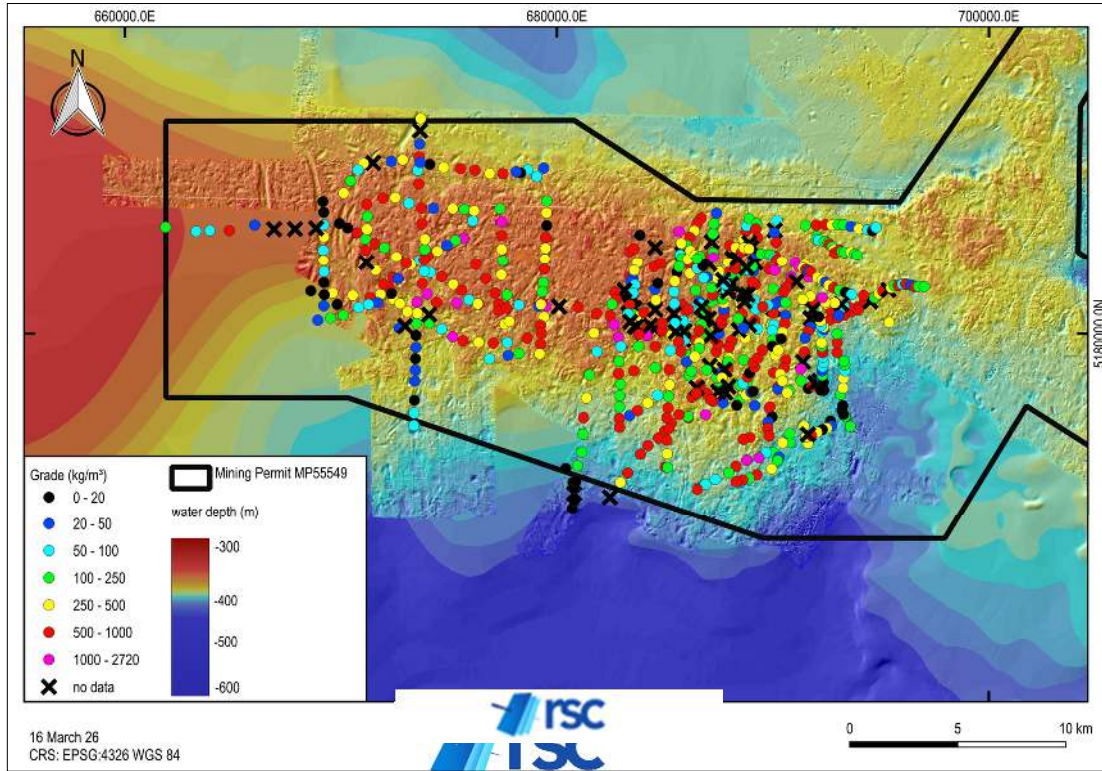 660000.0E
680000.0E
700000.0E
N
5180000.0N
Grade (kg/m³)
0 - 20
20 - 50
50 - 100
100 - 250
250 - 500
500 - 1000
1000 - 2720
no data
Mining Permit MP55549
water depth (m)
-300
-400
-500
-600
rsc
rsc
0 5 10 km
16 March 26
CRS: EPSG:4326 WGS 84